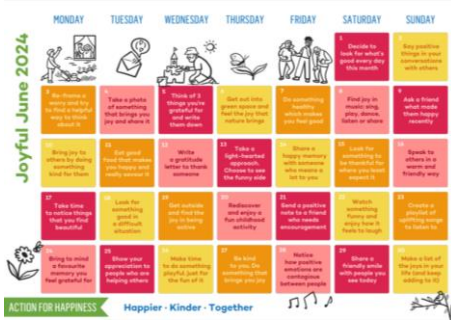 Joyful June 2024
MONDAY TUESDAY WEDNESDAY THURSDAY FRIDAY SATURDAY SUNDAY
1
Decide to
look for what's
good every day
this month
2
Say positive
things in your
conversations
with others
3
Re-frame a
worry and try
to find a helpful
way to think
about it
4
Take a photo
of something
that brings you
joy and share it
5
Think of 3
things you're
grateful for
and write
them down
6
Get out into
green space and
feel the joy that
nature brings
7
Do something
healthy
which makes
you feel good
8
Find joy in
music: sing,
play, dance,
listen or share
9
Ask a friend
what made
them happy
recently
10
Bring joy to
others by doing
something
kind for them
11
Eat good
food that makes
you happy and
really savour it
12
Write
a gratitude
letter to thank
someone
13
Take a
light-hearted
approach.
Choose to see
the funny side
14
Share a
happy memory
with someone
who means a
lot to you
15
Look for
something to
be thankful for
where you least
expect it
16
Speak to
others in a
warm and
friendly way
17
Take time
to notice things
that you find
beautiful
18
Look for
something
good in a
difficult
situation
19
Get outside
and find the
joy in being
active
20
Rediscover
and enjoy a
fun childhood
activity
21
Send a positive
note to a friend
who needs
encouragement
22
Watch
something
funny and
enjoy how it
feels to laugh
23
Create a
playlist of
uplifting songs
to listen to
24
Bring to mind
a favourite
memory you
feel grateful for
25
Show your
appreciation to
people who are
helping others
26
Make time
to do something
playful, just for
the fun of it
27
Be kind
to you. Do
something that
brings you joy
28
Notice
how positive
emotions are
contagious
between people
29
Share a
friendly smile
with people you
see today
30
Make a list of
the joys in your
life (and keep
adding to it)
ACTION FOR HAPPINESS
Happier · Kinder · Together